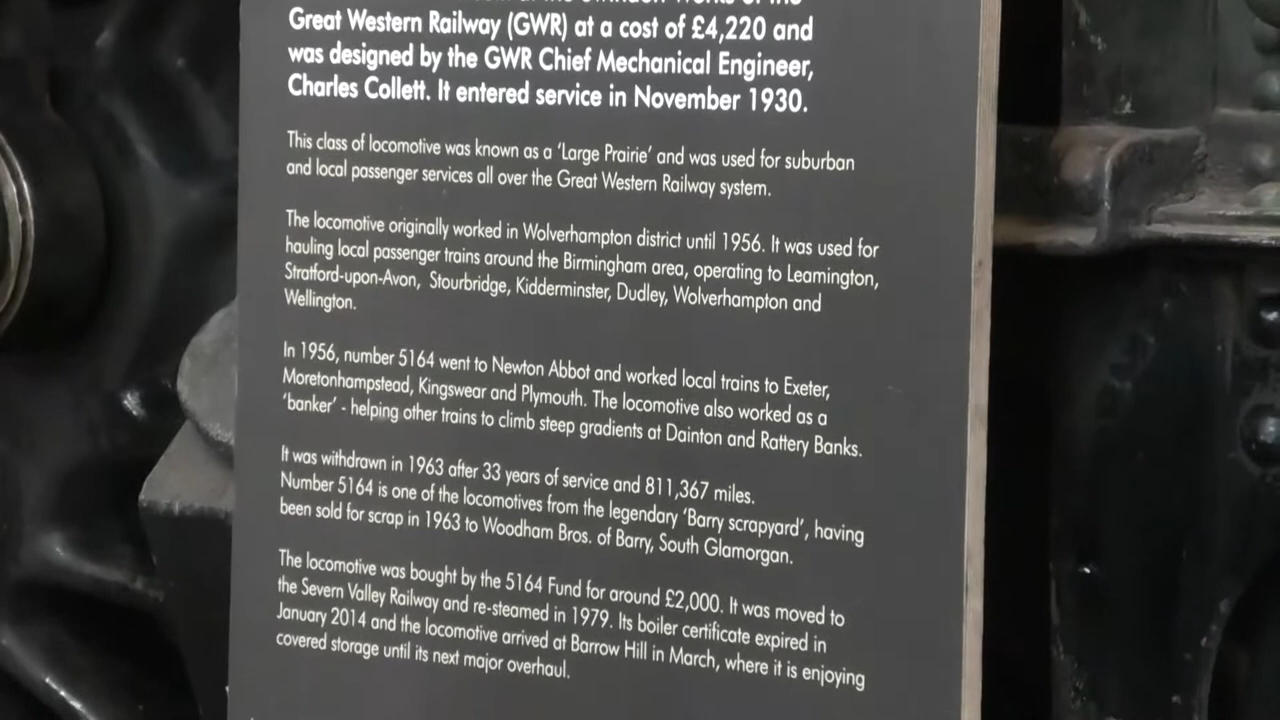 Great Western Railway (GWR) at a cost of £4,220 and
was designed by the GWR Chief Mechanical Engineer,
Charles Collett. It entered service in November 1930.
This class of locomotive was known as a ‘Large Prairie’ and was used for suburban
and local passenger services all over the Great Western Railway system.
The locomotive originally worked in Wolverhampton district until 1956. It was used for
hauling local passenger trains around the Birmingham area, operating to Leamington,
Stratford-upon-Avon, Stourbridge, Kidderminster, Dudley, Wolverhampton and
Wellington.
In 1956, number 5164 went to Newton Abbot and worked local trains to Exeter,
Moretonhampstead, Kingswear and Plymouth. The locomotive also worked as a
‘banker’ - helping other trains to climb steep gradients at Dainton and Rattery Banks.
It was withdrawn in 1963 after 33 years of service and 811,367 miles.
Number 5164 is one of the locomotives from the legendary ‘Barry scrapyard’, having
been sold for scrap in 1963 to Woodham Bros. of Barry, South Glamorgan.
The locomotive was bought by the 5164 Fund for around £2,000. It was moved to
the Severn Valley Railway and re-steamed in 1979. Its boiler certificate expired in
January 2014 and the locomotive arrived at Barrow Hill in March, where it is enjoying
covered storage until its next major overhaul.